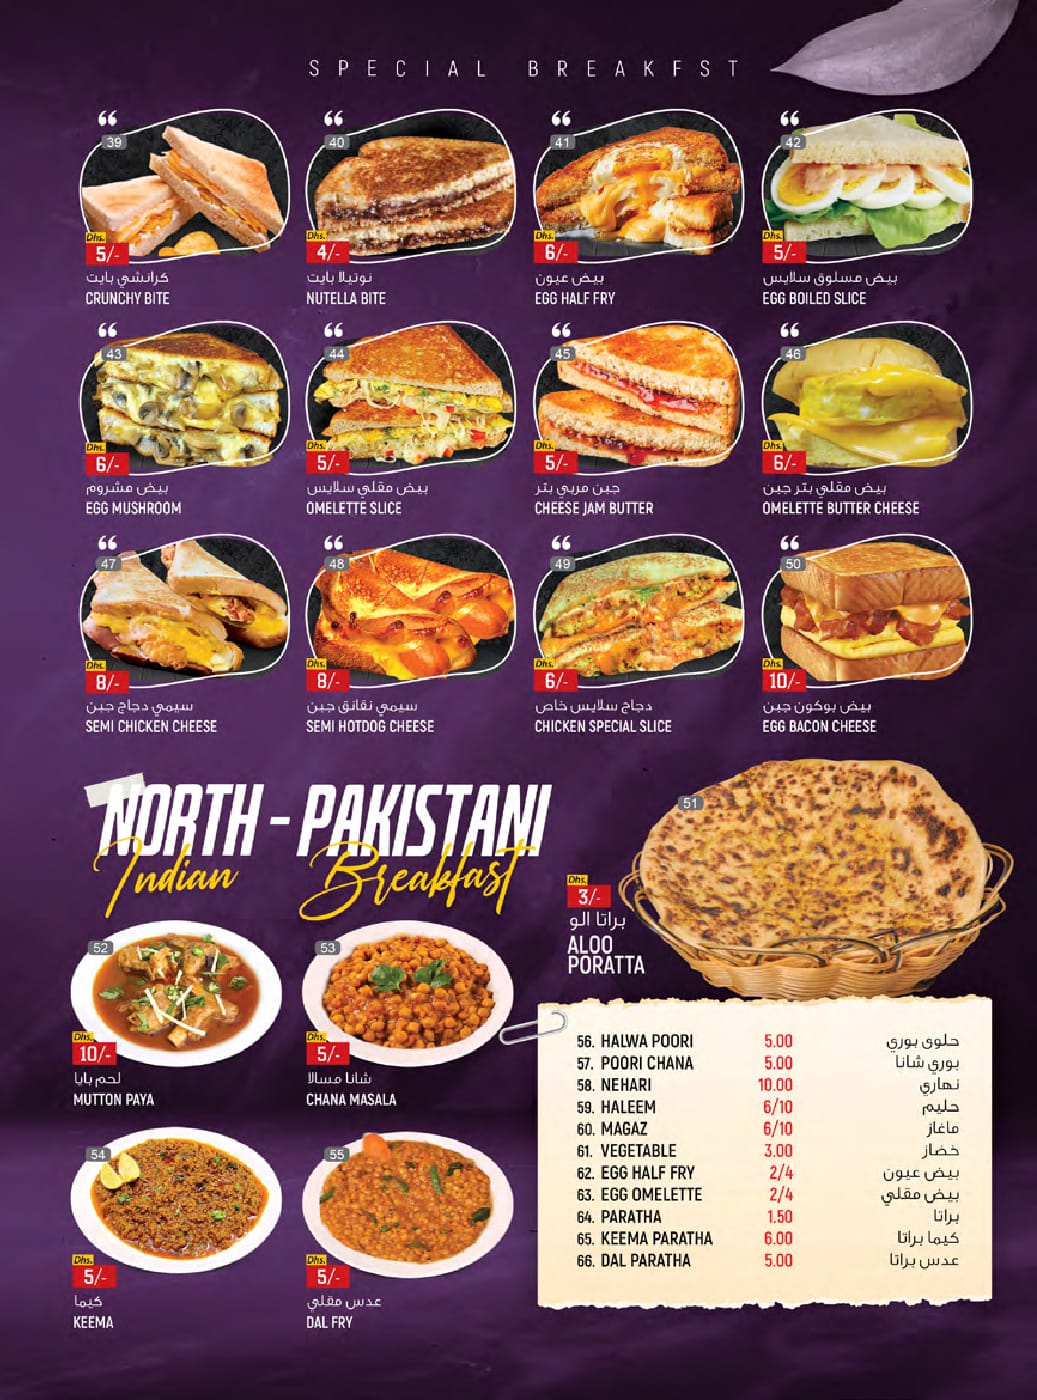 SPECIAL BREAKFST
39
Dhs.
5/-
كرانشي بايت
CRUNCHY BITE
40
Dhs.
4/-
نوتيلا بايت
NUTELLA BITE
41
Dhs.
6/-
بيض عيون
EGG HALF FRY
42
Dhs.
5/-
بيض مسلوق سلايس
EGG BOILED SLICE
43
Dhs.
6/-
بيض مشروم
EGG MUSHROOM
44
Dhs.
5/-
بيض مقلي سلايس
OMELETTE SLICE
45
Dhs.
5/-
جبن مربي بتر
CHEESE JAM BUTTER
46
Dhs.
6/-
بيض مقلي بتر جبن
OMELETTE BUTTER CHEESE
47
Dhs.
8/-
سيمي دجاج جبن
SEMI CHICKEN CHEESE
48
Dhs.
8/-
سيمي نقانق جبن
SEMI HOTDOG CHEESE
49
Dhs.
6/-
دجاج سلايس خاص
CHICKEN SPECIAL SLICE
50
Dhs.
10/-
بيض بوكون جبن
EGG BACON CHEESE
NORTH - PAKISTANI
Indian Breakfast
51
Dhs.
3/-
براتا الو
ALOO
PORATTA
52
Dhs.
10/-
لحم بايا
MUTTON PAYA
53
Dhs.
5/-
شانا مسالا
CHANA MASALA
54
Dhs.
5/-
كيما
KEEMA
55
Dhs.
5/-
عدس مقلي
DAL FRY
56. HALWA POORI 5.00 حلوى بوري
57. POORI CHANA 5.00 بوري شانا
58. NEHARI 10.00 نهاري
59. HALEEM 6/10 حليم
60. MAGAZ 6/10 ماغاز
61. VEGETABLE 3.00 خضاز
62. EGG HALF FRY 2/4 بيض عيون
63. EGG OMELETTE 2/4 بيض مقلي
64. PARATHA 1.50 براتا
65. KEEMA PARATHA 6.00 كيما براتا
66. DAL PARATHA 5.00 عدس براتا